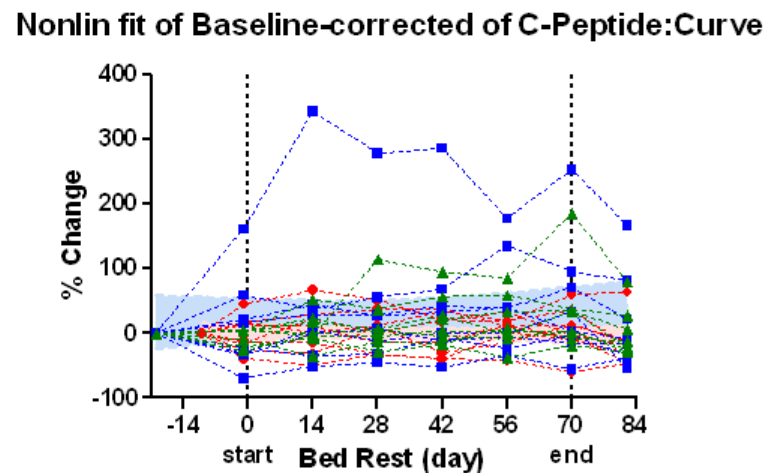 Nonlin fit of Baseline-corrected of C-Peptide:Curve
400
300
200
100
0
-100
% Change
-14 0 14 28 42 56 70 84
start Bed Rest (day) end